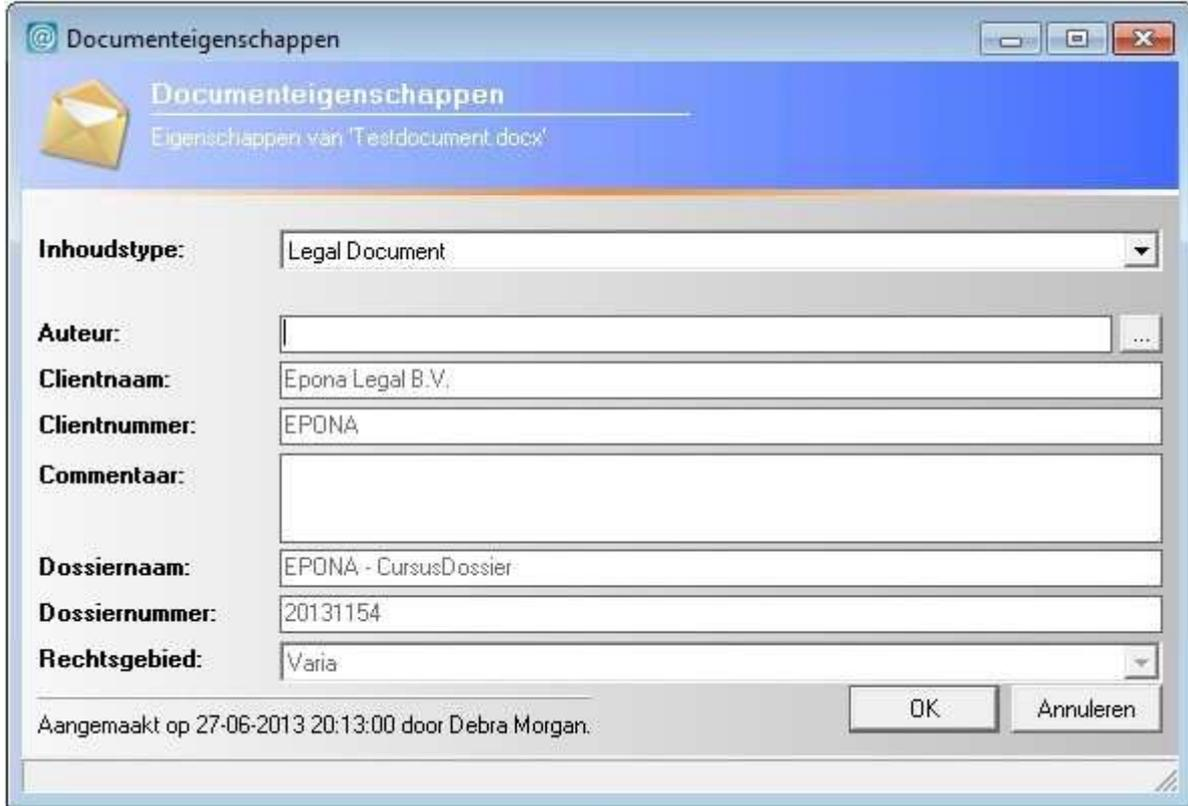 Documenteigenschappen
Documenteigenschappen
Eigenschappen van 'Testdocument.docx'
Inhoudstype: Legal Document
Auteur: ...
Clientnaam: Epona Legal B.V.
Clientnummer: EPONA
Commentaar:
Dossiernaam: EPONA - CursusDossier
Dossiernummer: 20131154
Rechtsgebied: Varia
OK Annuleren
Aangemaakt op 27-06-2013 20:13:00 door Debra Morgan.